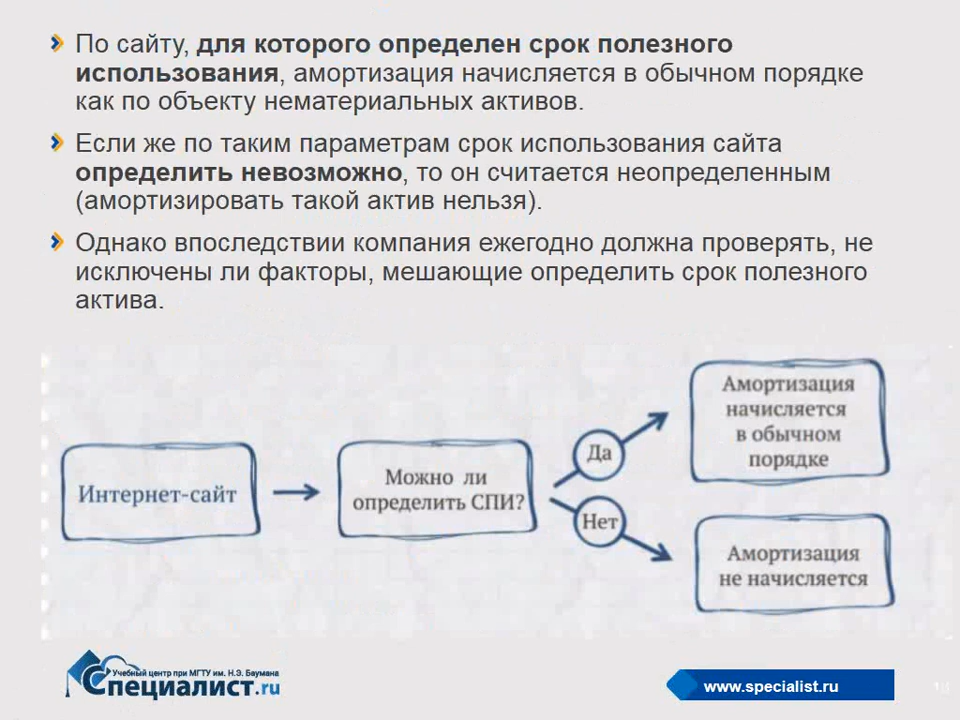 По сайту, для которого определен срок полезного
использования, амортизация начисляется в обычном порядке
как по объекту нематериальных активов.
Если же по таким параметрам срок использования сайта
определить невозможно, то он считается неопределенным
(амортизировать такой актив нельзя).
Однако впоследствии компания ежегодно должна проверять, не
исключены ли факторы, мешающие определить срок полезного
актива.
Интернет-сайт
Можно ли
определить СПИ?
Да
Нет
Амортизация
начисляется
в обычном
порядке
Амортизация
не начисляется
Учебный центр при МГТУ им. Н.Э. Баумана
Специалист.ru
www.specialist.ru